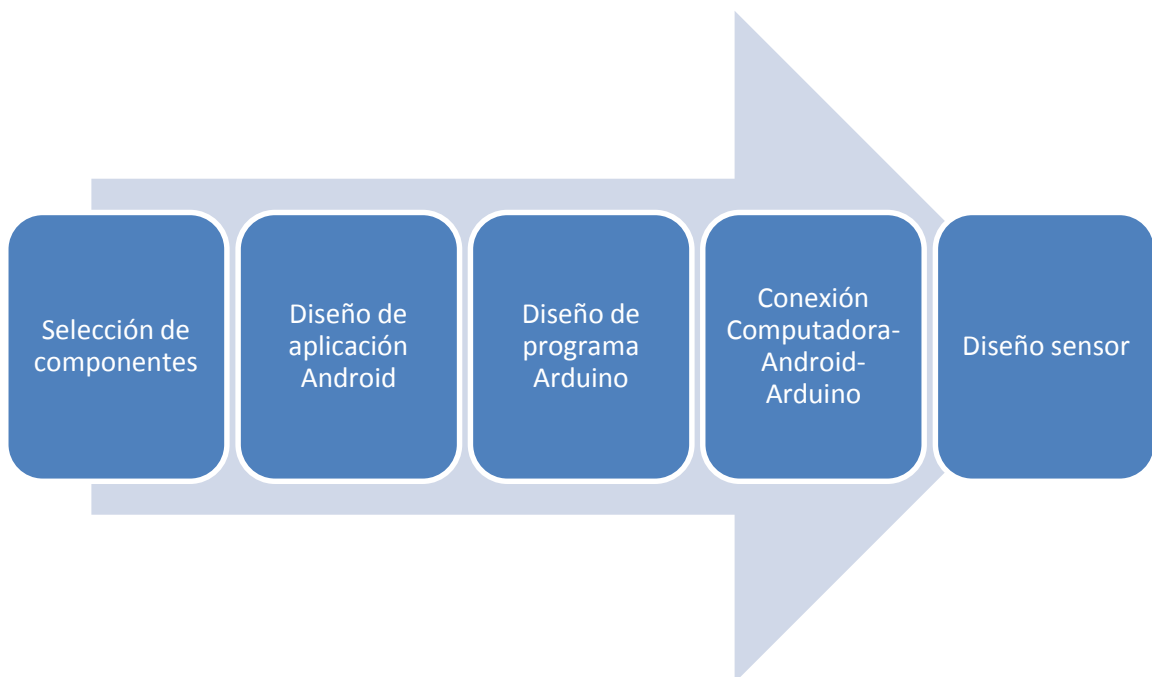 Selección de
componentes
Diseño de
aplicación
Android
Diseño de
programa
Arduino
Conexión
Computadora-
Android-
Arduino
Diseño sensor